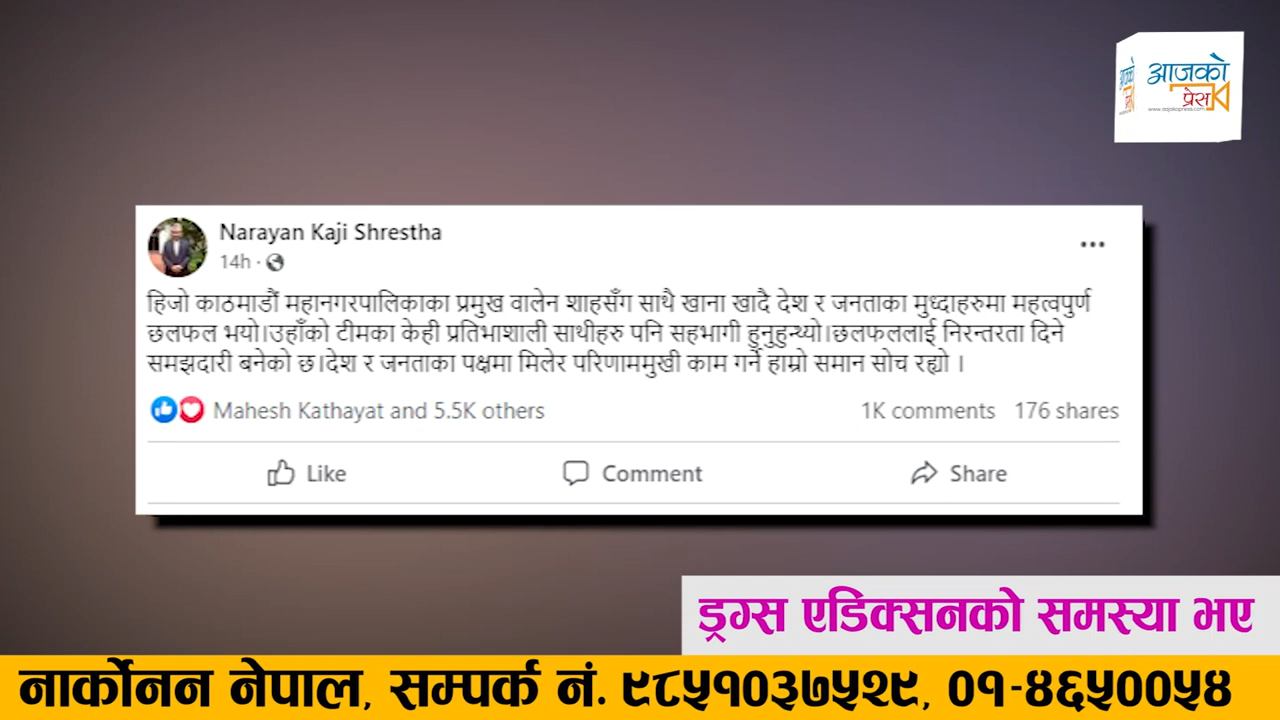 आजको
प्रेस
www.aajakopress.com
Narayan Kaji Shrestha
14h ·
हिजो काठमाडौं महानगरपालिकाका प्रमुख वालेन शाहसँग साथै खाना खादै देश र जनताका मुध्दाहरुमा महत्वपुर्ण
छलफल भयो।उहाँको टीमका केही प्रतिभाशाली साथीहरु पनि सहभागी हुनुहुन्थ्यो।छलफललाई निरन्तरता दिने
समझदारी बनेको छ।देश र जनताका पक्षमा मिलेर परिणाममुखी काम गर्ने हाम्रो समान सोच रह्यो ।
Mahesh Kathayat and 5.5K others 1K comments 176 shares
Like Comment Share
ड्रग्स एडिक्सनको समस्या भए
नार्कोनन नेपाल, सम्पर्क नं. ९८५१०३७५२९, ०१-४६५००५४